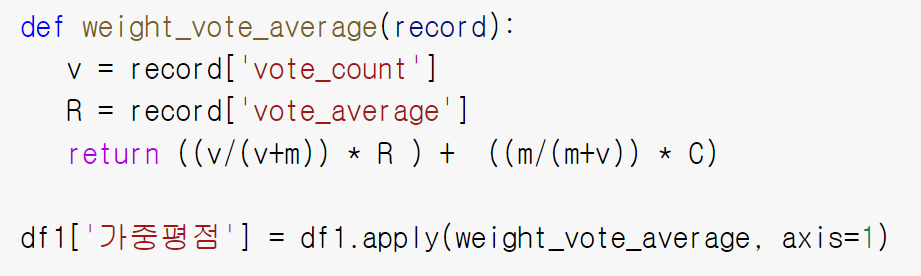 def weight_vote_average(record):
v = record['vote_count']
R = record['vote_average']
return ((v/(v+m)) * R ) + ((m/(m+v)) * C)
df1['가중평점'] = df1.apply(weight_vote_average, axis=1)